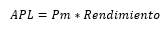 APL = Pm * Rendimiento